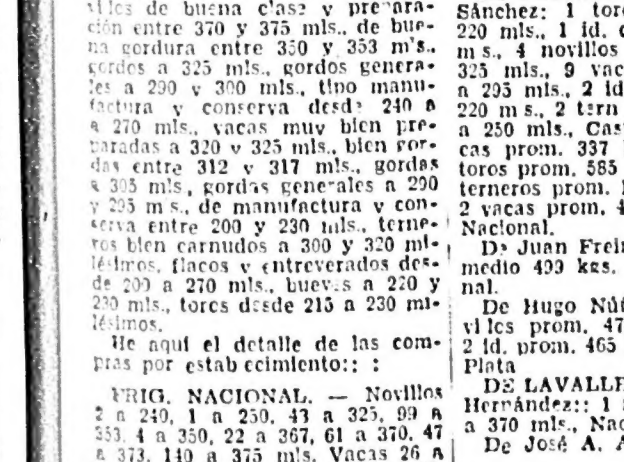 villos de buena clase y prepara-
ción entre 370 y 375 mls., de bue-
na gordura entre 350 y 353 m's.,
gordos a 325 mls., gordos genera-
les a 290 y 300 mls., tipo manu-
factura y conserva desde 240 a
a 270 mls., vacas muy bien pre-
paradas a 320 y 325 mls., bien gor-
das entre 312 y 317 mls., gordas
a 305 mls., gordas generales a 290
y 295 m s., de manufactura y con-
serva entre 200 y 230 mls., terne-
ros bien carnudos a 300 y 320 mi-
lésimos, flacos y entreverados des-
de 200 a 270 mls., bueyes a 220 y
230 mls., toros desde 215 a 230 mi-
lésimos.
He aquí el detalle de las com-
pras por estab ecimiento:: :
FRIG. NACIONAL. — Novillos
2 a 240, 1 a 250, 43 a 325, 99 a
353, 4 a 350, 22 a 367, 61 a 370, 47
a 373, 140 a 375 mls. Vacas 26 a
Sánchez: 1 toro
220 mls., 1 id.
m s., 4 novillos
325 mls., 9 vac
a 295 mls., 2 id
220 m s., 2 tern
a 250 mls., Cas
cas prom. 337
toros prom. 585
terneros prom.
2 vacas prom. 4
Nacional.
De Juan Frei
medio 499 kgs.
nal.
De Hugo Núñ
vi lcs prom. 47
2 id. prom. 465
Plata
DE LAVALLE
Hernández:: 1
a 370 mls., Nac
De José A. A